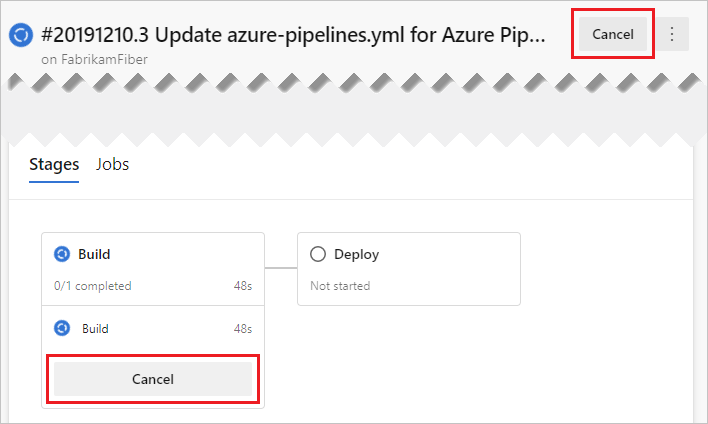 #20191210.3 Update azure-pipelines.yml for Azure Pip... Cancel
on FabrikamFiber
Stages Jobs
Build
0/1 completed 48s
Build 48s
Cancel
Deploy
Not started